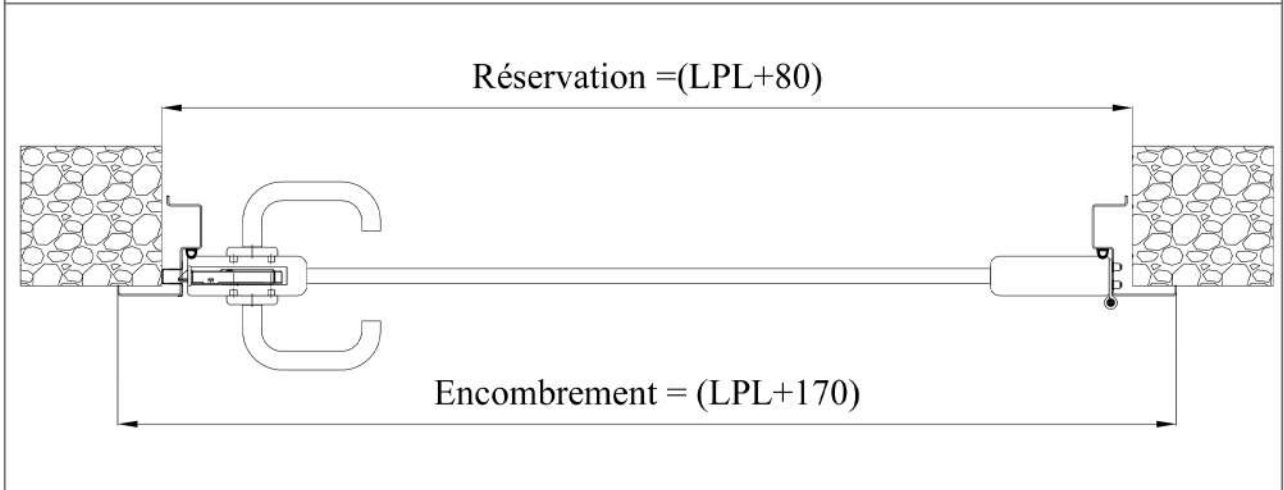 Réservation =(LPL+80)
Encombrement = (LPL+170)